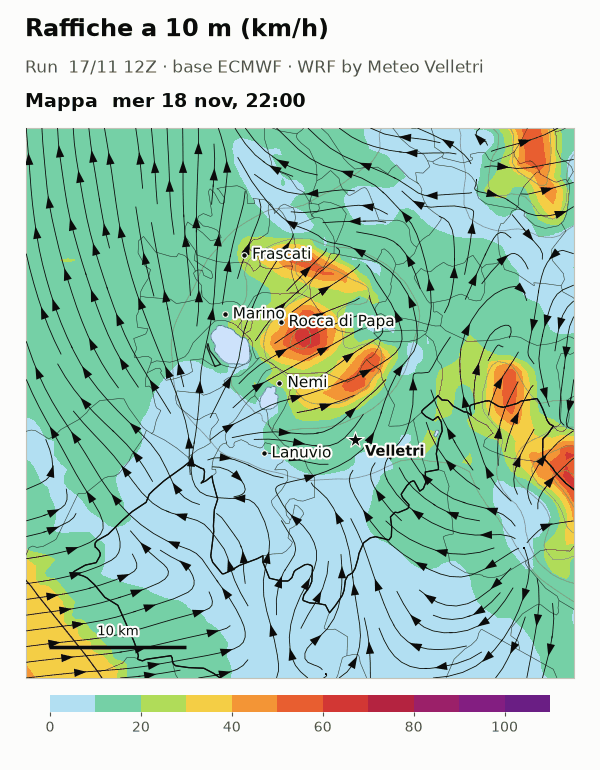 Raffiche a 10 m (km/h)
Run  17/11 12Z · base ECMWF · WRF by Meteo Velletri
Mappa  mer 18 nov, 22:00
Frascati
Marino
Rocca di Papa
Nemi
Velletri
Lanuvio
10 km
0 20 40 60 80 100